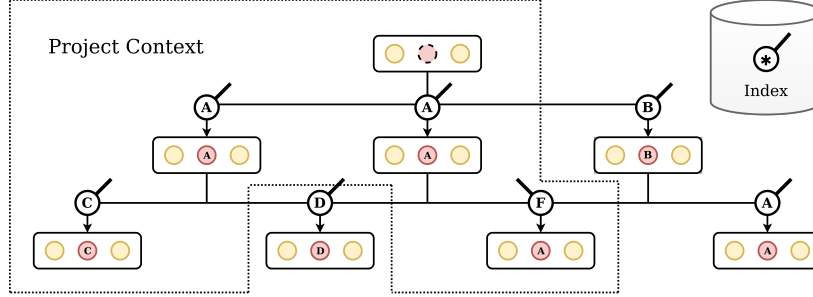 Project Context
*
Index
A A B
A A B
C D F A
C D A A